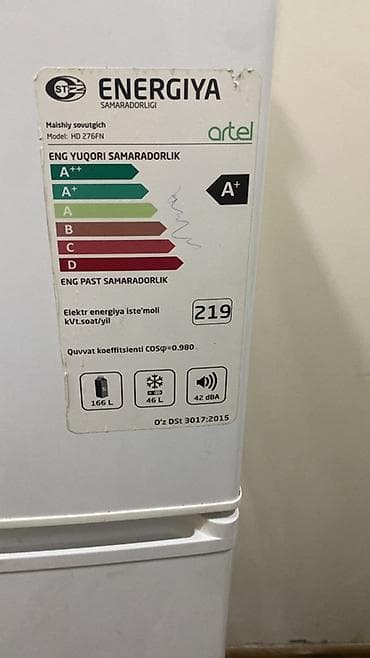 ST
ENERGIYA
SAMARADORLIGI
Maishiy sovutgich
Model: HD 276FN
artel
ENG YUQORI SAMARADORLIK
A++
A+
A+
A
B
C
D
ENG PAST SAMARADORLIK
Elektr energiya iste'moli
kVt.soat/yil
219
Quvvat koeffitsienti COSφ=0.980
166 L
46 L
42 dBA
O'z DSt 3017:2015